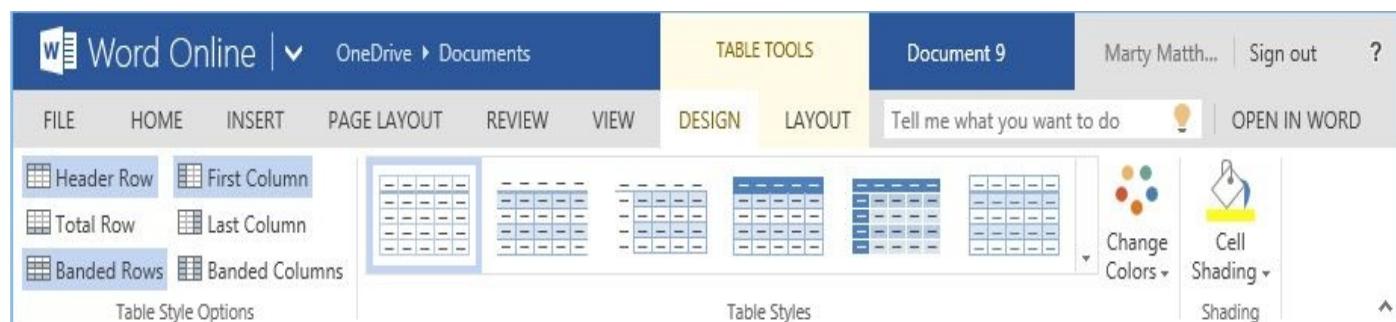 Word Online OneDrive Documents TABLE TOOLS Document 9 Marty Matth... Sign out ?
FILE HOME INSERT PAGE LAYOUT REVIEW VIEW DESIGN LAYOUT Tell me what you want to do OPEN IN WORD
Header Row First Column
Total Row Last Column
Banded Rows Banded Columns
Table Style Options
Table Styles
Change
Colors
Cell
Shading
Shading